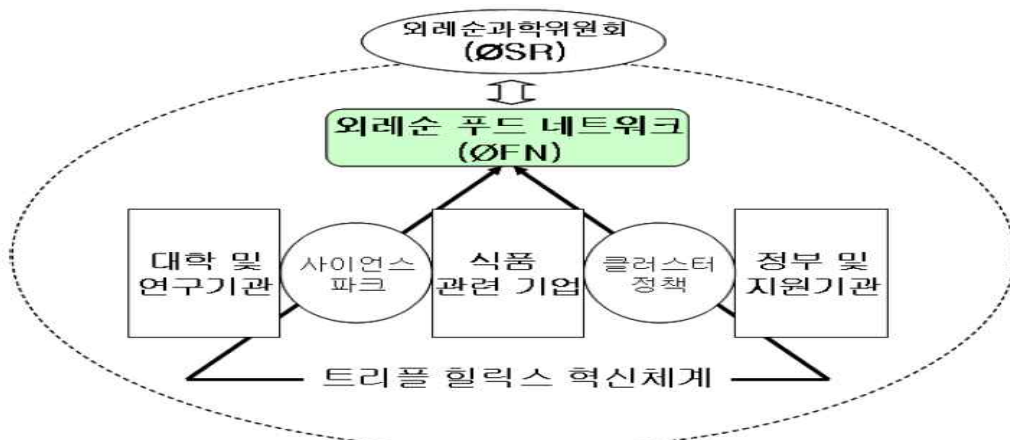 외레순과학위원회
(ØSR)
외레순 푸드 네트워크
(ØFN)
대학 및
연구기관
사이언스
파크
식품
관련 기업
클러스터
정책
정부 및
지원기관
트리플 힐릭스 혁신체계